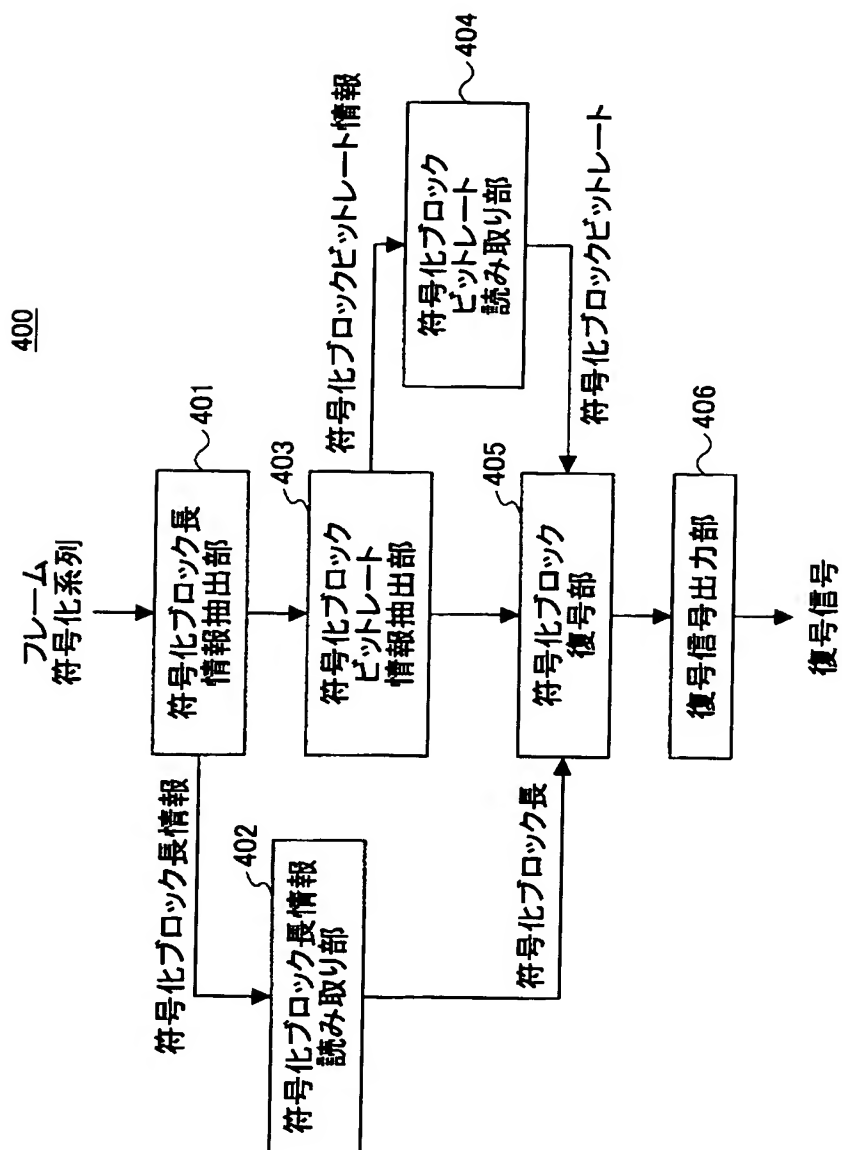 400
フレーム
符号化系列
401
符号化ブロック長
情報抽出部
符号化ブロック長情報
402
符号化ブロック長情報
読み取り部
403
符号化ブロック
ビットレート
情報抽出部
符号化ブロックビットレート情報
404
符号化ブロック
ビットレート
読み取り部
符号化ブロック長
405
符号化ブロック
復号部
符号化ブロックビットレート
406
復号信号出力部
復号信号